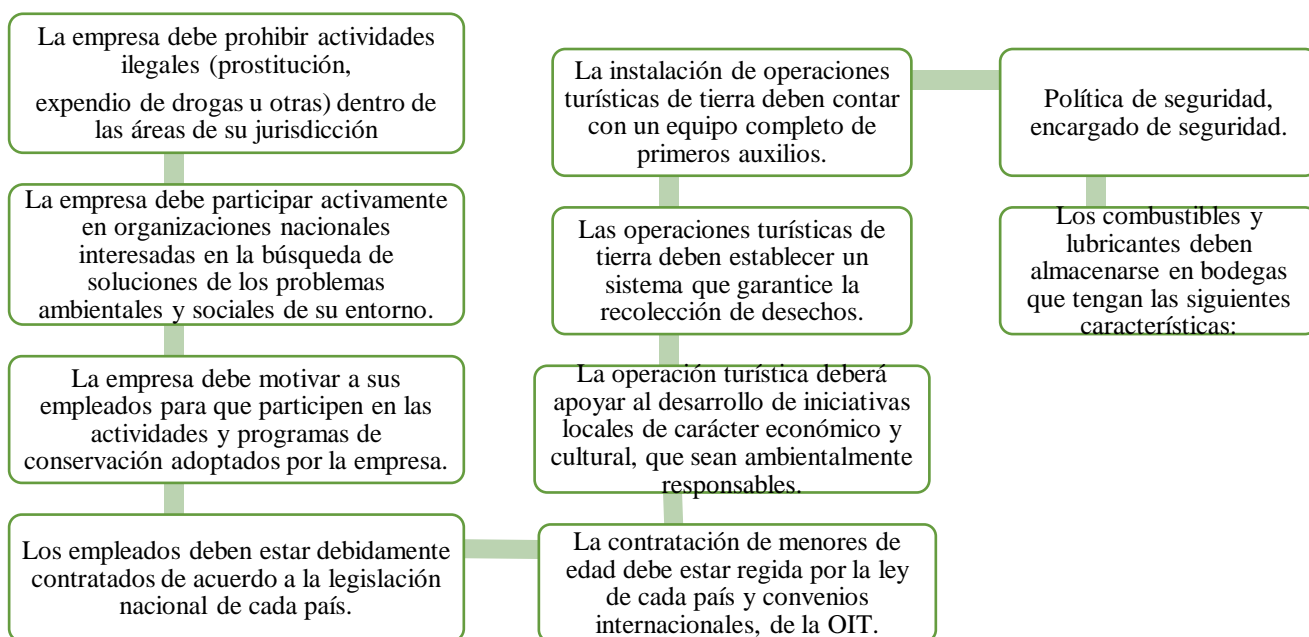 La empresa debe prohibir actividades
ilegales (prostitución,
expendio de drogas u otras) dentro de
las áreas de su jurisdicción
La empresa debe participar activamente
en organizaciones nacionales
interesadas en la búsqueda de
soluciones de los problemas
ambientales y sociales de su entorno.
La empresa debe motivar a sus
empleados para que participen en las
actividades y programas de
conservación adoptados por la empresa.
Los empleados deben estar debidamente
contratados de acuerdo a la legislación
nacional de cada país.
La contratación de menores de
edad debe estar regida por la ley
de cada país y convenios
internacionales, de la OIT.
La operación turística deberá
apoyar al desarrollo de iniciativas
locales de carácter económico y
cultural, que sean ambientalmente
responsables.
Las operaciones turísticas de
tierra deben establecer un
sistema que garantice la
recolección de desechos.
La instalación de operaciones
turísticas de tierra deben contar
con un equipo completo de
primeros auxilios.
Política de seguridad,
encargado de seguridad.
Los combustibles y
lubricantes deben
almacenarse en bodegas
que tengan las siguientes
características: